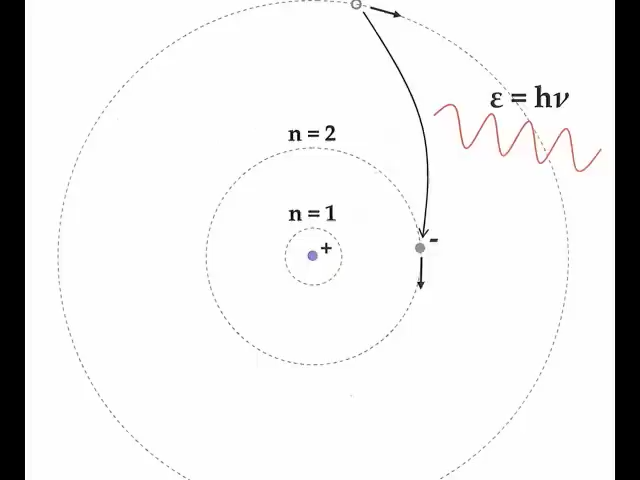 ε = hν
n = 2
n = 1
+
-